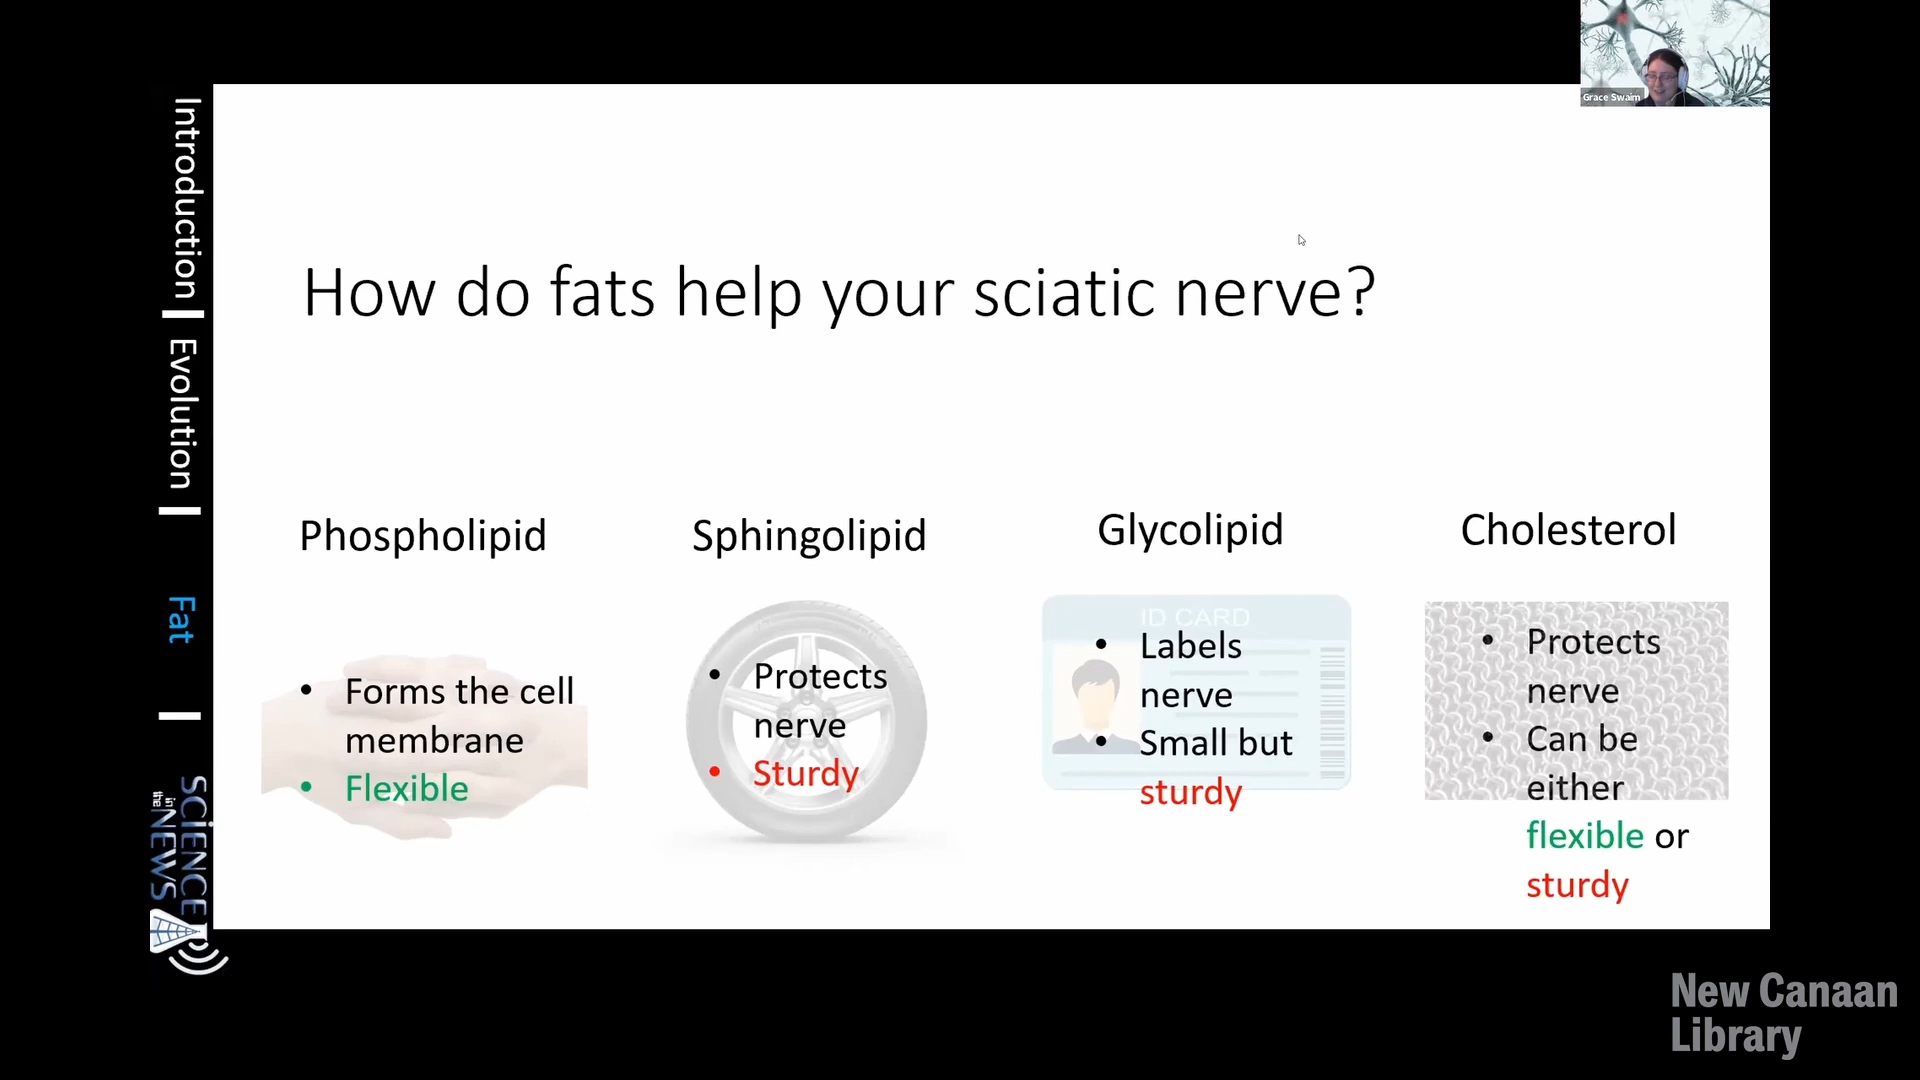 Grace Swaim
Introduction
Evolution
Fat
SCIENCE
in
the
NEWS
How do fats help your sciatic nerve?
Phospholipid
• Forms the cell
membrane
• Flexible
Sphingolipid
• Protects
nerve
• Sturdy
Glycolipid
ID CARD
• Labels
nerve
• Small but
sturdy
Cholesterol
• Protects
nerve
• Can be
either
flexible or
sturdy
New Canaan
Library